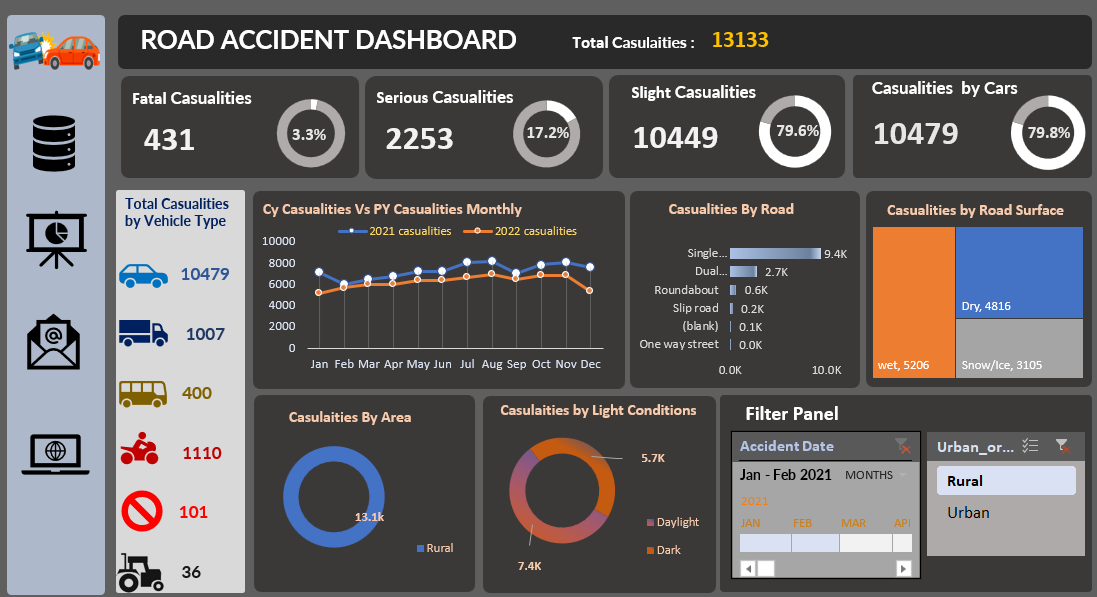 ROAD ACCIDENT DASHBOARD
Total Casulaities : 13133
Fatal Casualities
431
3.3%
Serious Casualities
2253
17.2%
Slight Casualities
10449
79.6%
Casualities by Cars
10479
79.8%
Total Casualities
by Vehicle Type
10479
1007
400
1110
101
36
Cy Casualities Vs PY Casualities Monthly
2021 casualities 2022 casualities
10000
8000
6000
4000
2000
0
Jan Feb Mar Apr May Jun Jul Aug Sep Oct Nov Dec
Casualities By Road
Single... 9.4K
Dual... 2.7K
Roundabout 0.6K
Slip road 0.2K
(blank) 0.1K
One way street 0.0K
0.0K 10.0K
Casualities by Road Surface
wet, 5206
Dry, 4816
Snow/Ice, 3105
Casulaities By Area
13.1k
Rural
Casulaities by Light Conditions
5.7K
7.4K
Daylight
Dark
Filter Panel
Accident Date
Jan - Feb 2021 MONTHS
2021
JAN FEB MAR API
Urban_or...
Rural
Urban
@